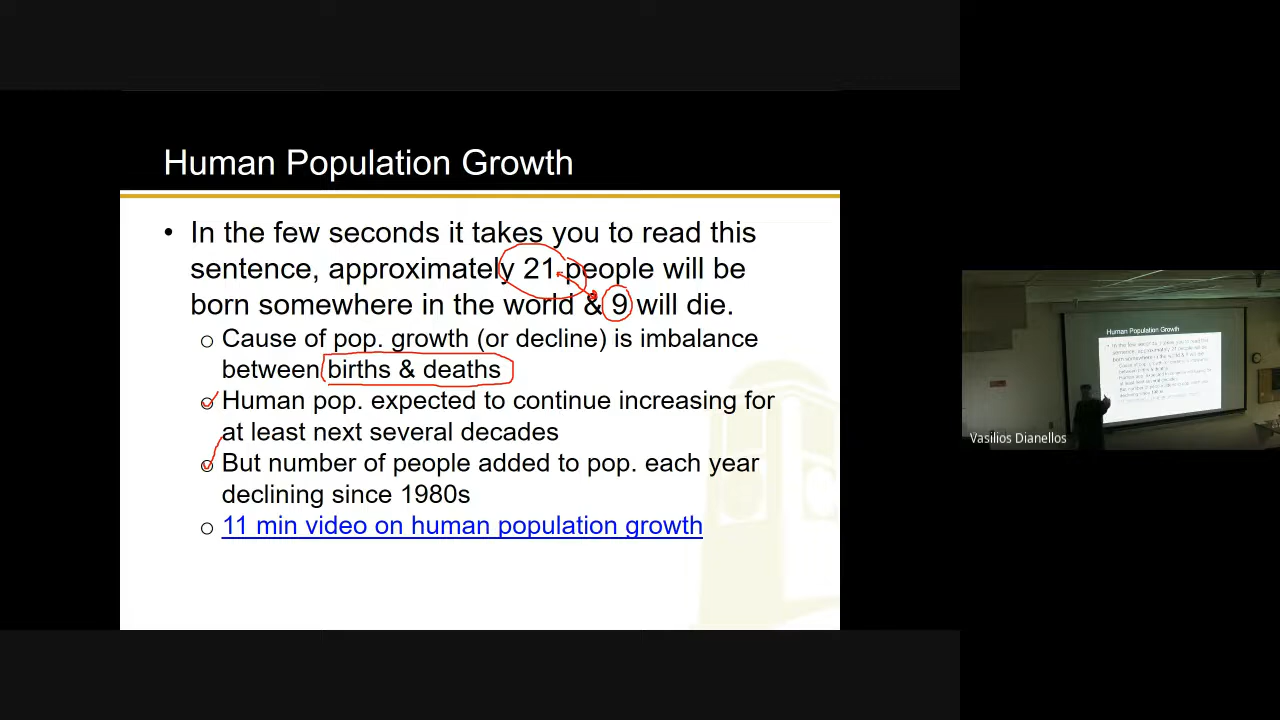 Human Population Growth
• In the few seconds it takes you to read this
sentence, approximately 21 people will be
born somewhere in the world & 9 will die.
o Cause of pop. growth (or decline) is imbalance
between births & deaths
o Human pop. expected to continue increasing for
at least next several decades
o But number of people added to pop. each year
declining since 1980s
o 11 min video on human population growth
Human Population Growth
Vasilios Dianellos